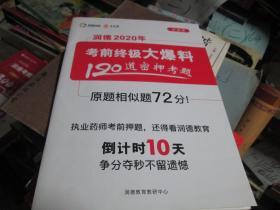 润德2020年
考前终极大爆料
120道密押考题
原题相似题72分！
执业药师考前押题，还得看润德教育
倒计时10天
争分夺秒不留遗憾
润德教育教研中心